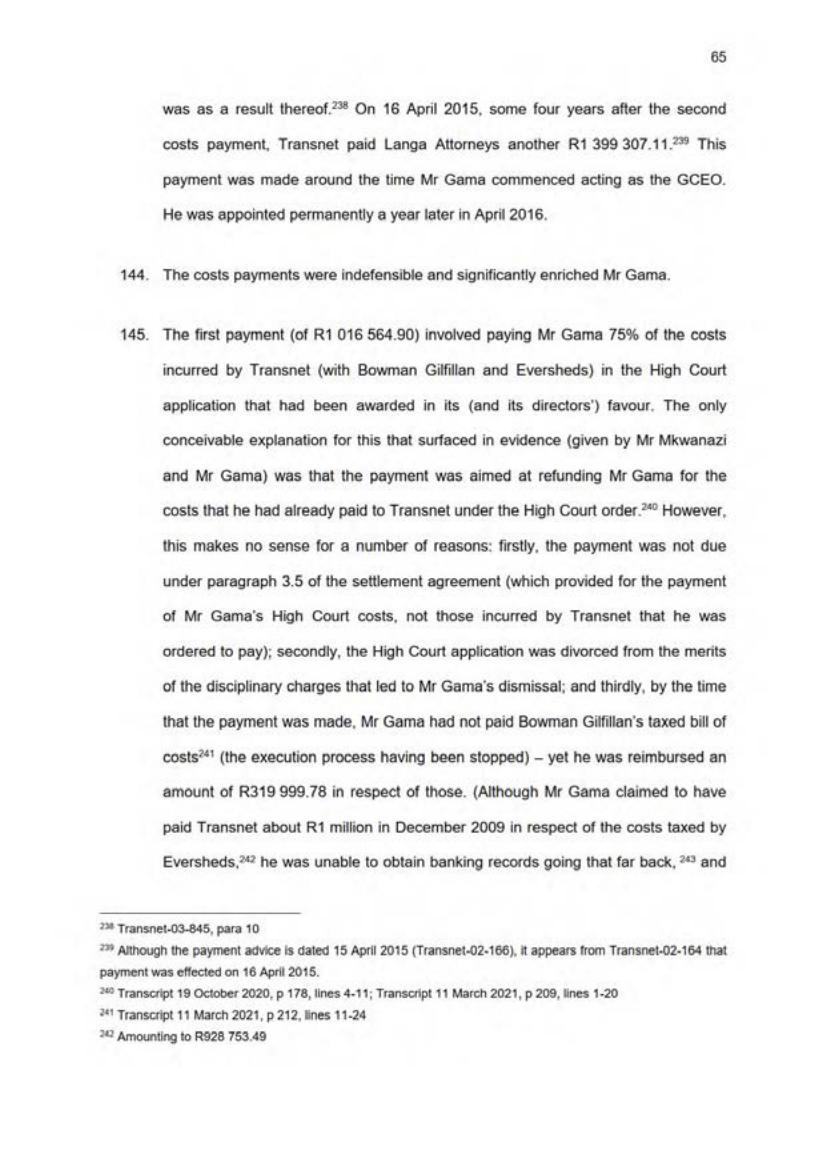 65
was as a result thereof.238 On 16 April 2015, some four years after the second
costs payment, Transnet paid Langa Attorneys another R1 399 307.11.239 This
payment was made around the time Mr Gama commenced acting as the GCEO.
He was appointed permanently a year later in April 2016.
144. The costs payments were indefensible and significantly enriched Mr Gama.
145. The first payment (of R1 016 564.90) involved paying Mr Gama 75% of the costs
incurred by Transnet (with Bowman Gilfillan and Eversheds) in the High Court
application that had been awarded in its (and its directors') favour. The only
conceivable explanation for this that surfaced in evidence (given by Mr Mkwanazi
and Mr Gama) was that the payment was aimed at refunding Mr Gama for the
costs that he had already paid to Transnet under the High Court order.240 However,
this makes no sense for a number of reasons: firstly, the payment was not due
under paragraph 3.5 of the settlement agreement (which provided for the payment
of Mr Gama's High Court costs, not those incurred by Transnet that he was
ordered to pay); secondly, the High Court application was divorced from the merits
of the disciplinary charges that led to Mr Gama's dismissal; and thirdly, by the time
that the payment was made, Mr Gama had not paid Bowman Gilfillan's taxed bill of
costs241 (the execution process having been stopped) – yet he was reimbursed an
amount of R319 999.78 in respect of those. (Although Mr Gama claimed to have
paid Transnet about R1 million in December 2009 in respect of the costs taxed by
Eversheds,242 he was unable to obtain banking records going that far back, 243 and
238 Transnet-03-845, para 10
239 Although the payment advice is dated 15 April 2015 (Transnet-02-166), it appears from Transnet-02-164 that
payment was effected on 16 April 2015.
240 Transcript 19 October 2020, p 178, lines 4-11; Transcript 11 March 2021, p 209, lines 1-20
241 Transcript 11 March 2021, p 212, lines 11-24
242 Amounting to R928 753.49